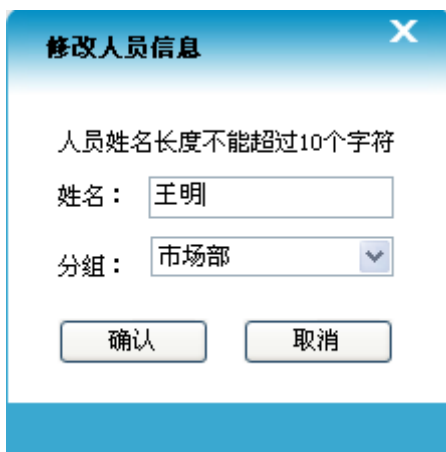 修改人员信息
人员姓名长度不能超过10个字符
姓名： 王明
分组： 市场部
确认 取消